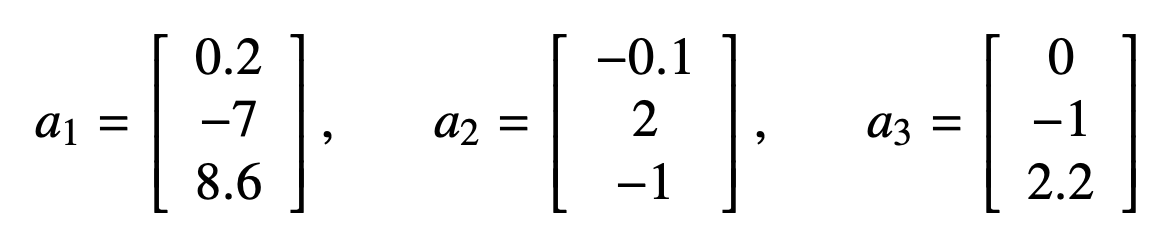 a₁ = [ 0.2 −7 8.6 ], a₂ = [ −0.1 2 −1 ], a₃ = [ 0 −1 2.2 ]